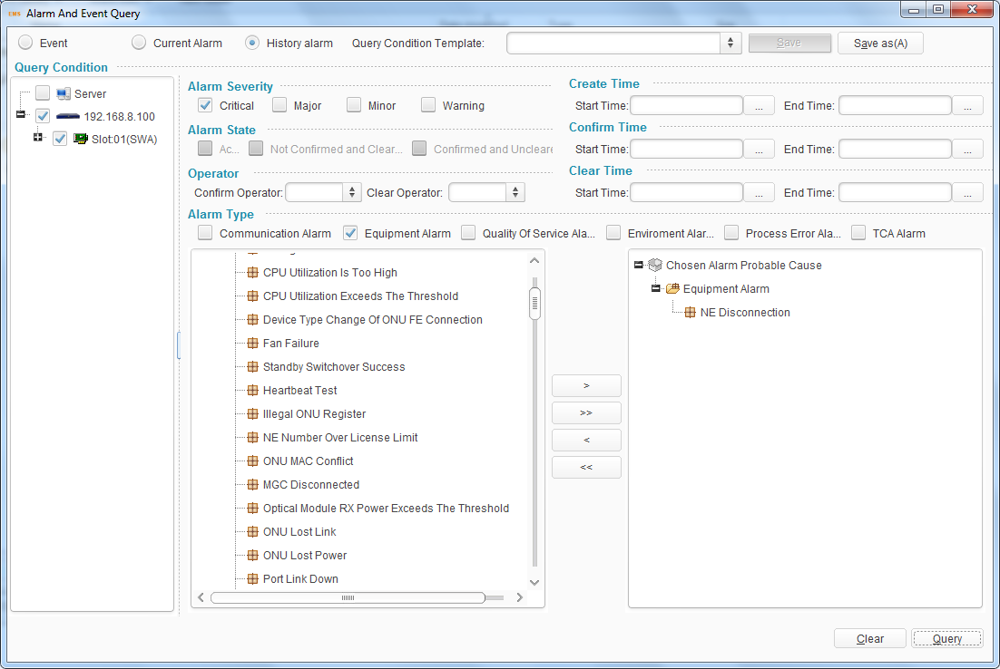 EMS Alarm And Event Query
Event Current Alarm History alarm Query Condition Template: Save Save as(A)
Query Condition
Server
192.168.8.100
Slot:01(SWA)
Alarm Severity
Critical Major Minor Warning
Alarm State
Ac... Not Confirmed and Clear... Confirmed and Uncleare
Operator
Confirm Operator: Clear Operator:
Create Time
Start Time: ... End Time: ...
Confirm Time
Start Time: ... End Time: ...
Clear Time
Start Time: ... End Time: ...
Alarm Type
Communication Alarm Equipment Alarm Quality Of Service Ala... Enviroment Alar... Process Error Ala... TCA Alarm
CPU Utilization Is Too High
CPU Utilization Exceeds The Threshold
Device Type Change Of ONU FE Connection
Fan Failure
Standby Switchover Success
Heartbeat Test
Illegal ONU Register
NE Number Over License Limit
ONU MAC Conflict
MGC Disconnected
Optical Module RX Power Exceeds The Threshold
ONU Lost Link
ONU Lost Power
Port Link Down
>
>>
<
<<
Chosen Alarm Probable Cause
Equipment Alarm
NE Disconnection
Clear Query